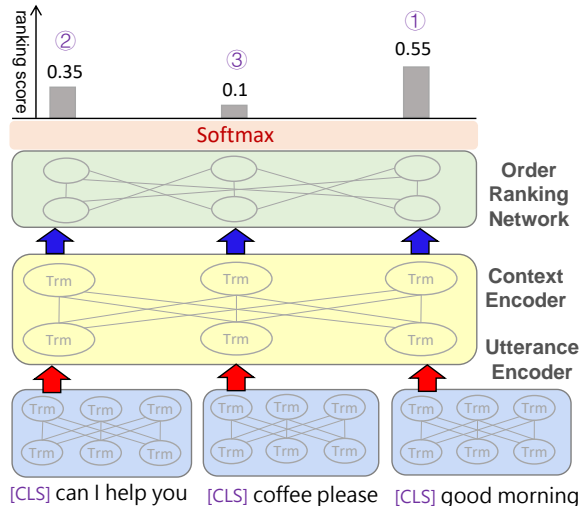 ranking score
②
0.35
③
0.1
①
0.55
Softmax
Order
Ranking
Network
Trm Trm Trm
Context
Encoder
Trm Trm Trm
Utterance
Encoder
Trm Trm Trm Trm Trm Trm Trm Trm Trm
Trm Trm Trm Trm Trm Trm Trm Trm Trm
[CLS] can I help you [CLS] coffee please [CLS] good morning